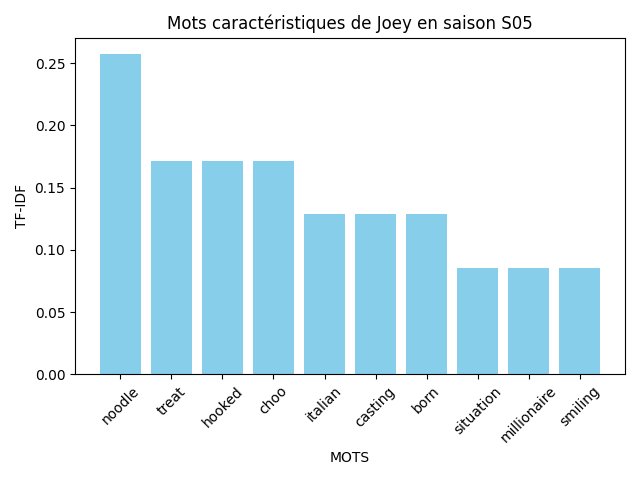 Mots caractéristiques de Joey en saison S05
TF-IDF
0.25
0.20
0.15
0.10
0.05
0.00
noodle
treat
hooked
choo
italian
casting
born
situation
millionaire
smiling
MOTS